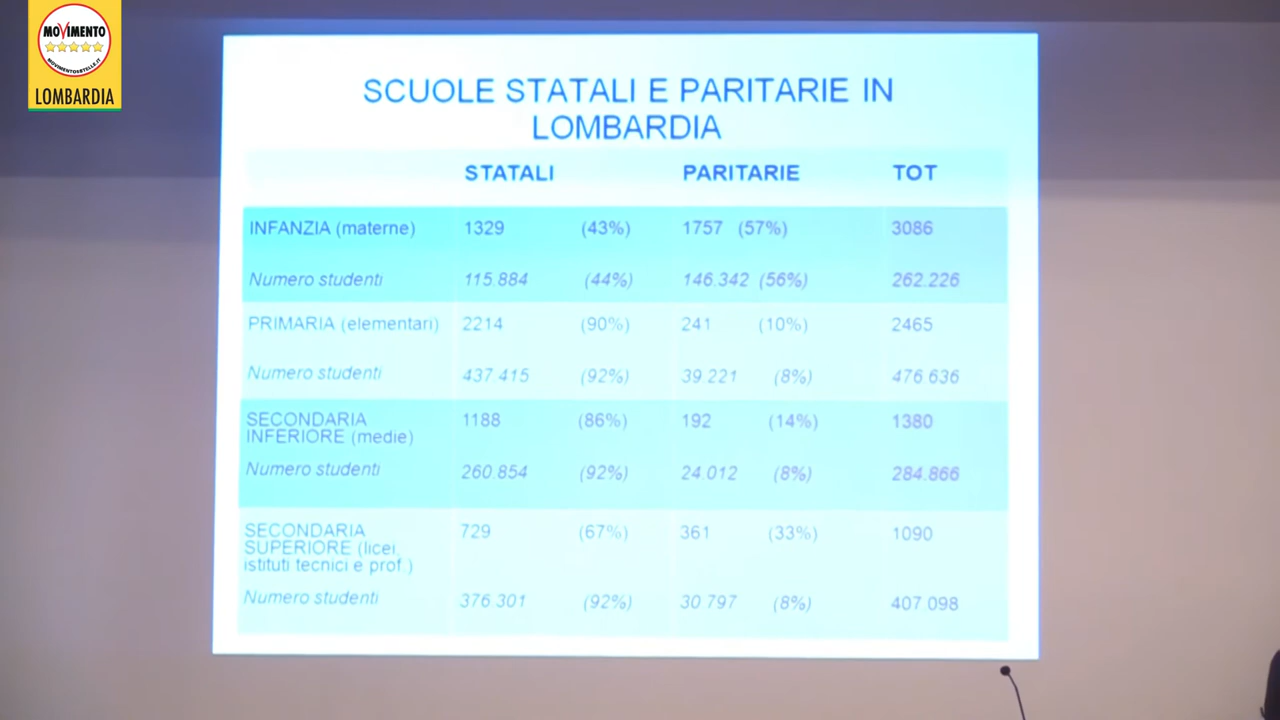 MOVIMENTO
MOVIMENTO5STELLE.IT
LOMBARDIA
SCUOLE STATALI E PARITARIE IN
LOMBARDIA
STATALI PARITARIE TOT
INFANZIA (materne) 1329 (43%) 1757 (57%) 3086
Numero studenti 115.884 (44%) 146.342 (56%) 262.226
PRIMARIA (elementari) 2214 (90%) 241 (10%) 2465
Numero studenti 437.415 (92%) 39.221 (8%) 476.636
SECONDARIA 1188 (86%) 192 (14%) 1380
INFERIORE (medie)
Numero studenti 260.854 (92%) 24.012 (8%) 284.866
SECONDARIA 729 (67%) 361 (33%) 1090
SUPERIORE (licei,
istituti tecnici e prof.)
Numero studenti 376.301 (92%) 30.797 (8%) 407.098